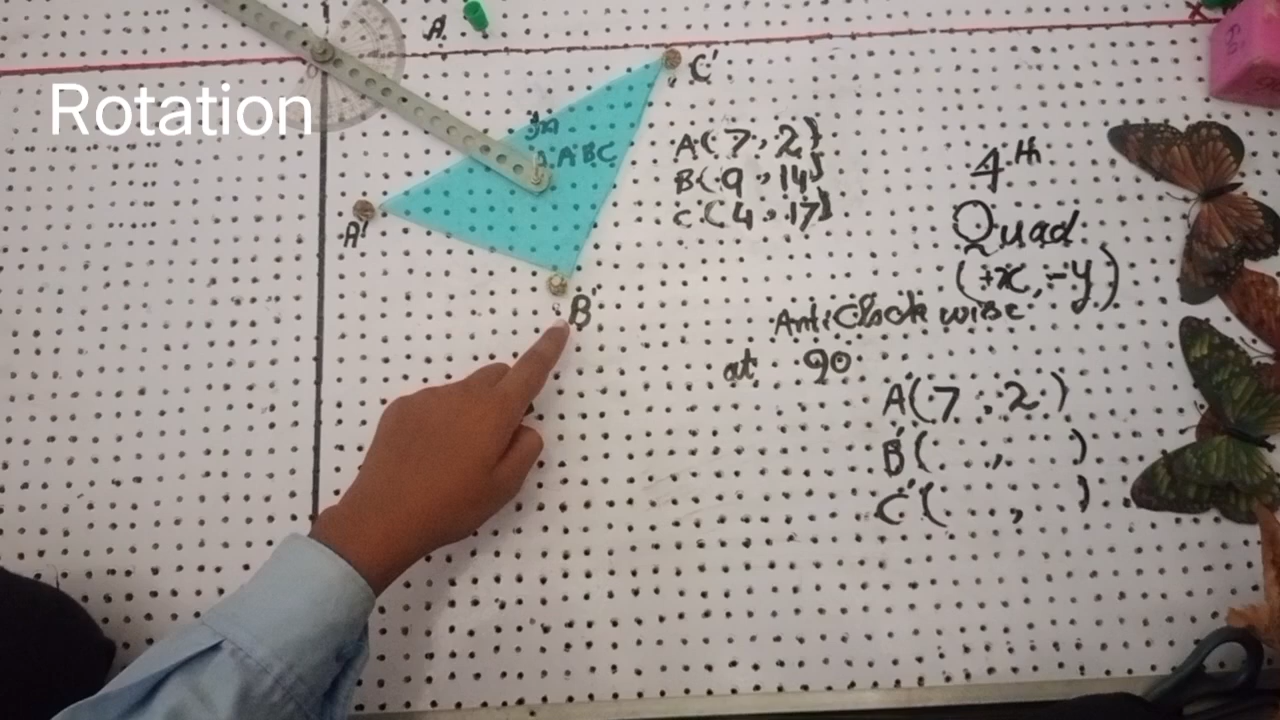 A
X
Rotation
C'
Δ A'B'C'
A(7, 2)
B(9, 14)
C(4, 17)
4th
Quad
(+x, -y)
A'
B'
AntiClock wise
at 90
A'(7, 2)
B'( , )
C'( , )